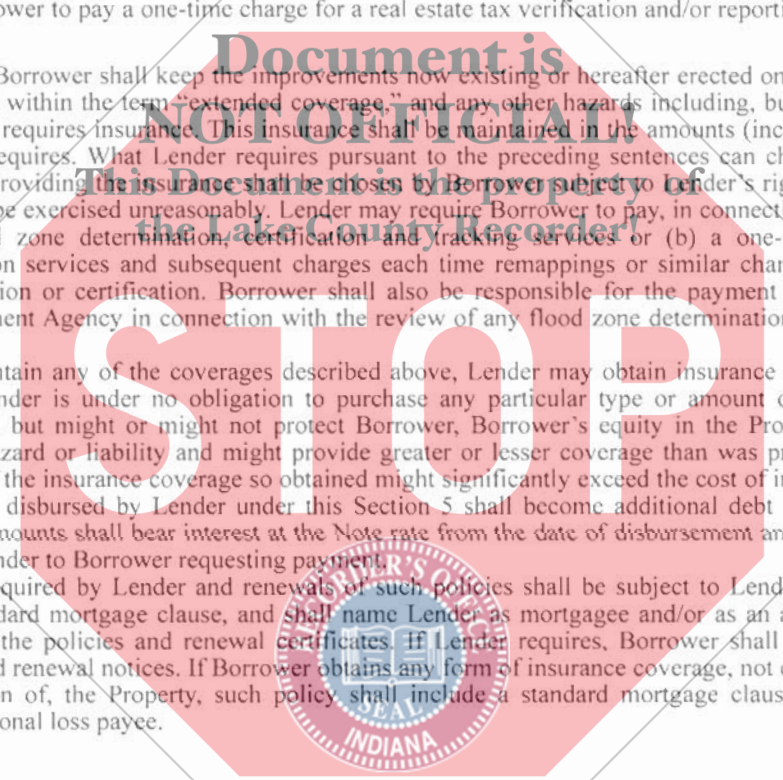 ower to pay a one-time charge for a real estate tax verification and/or reporti
Document is
Borrower shall keep the improvements now existing or hereafter erected on
within the term "extended coverage," and any other hazards including, b
NOT OFFICIAL!
requires insurance. This insurance shall be maintained in the amounts (inc
equires. What Lender requires pursuant to the preceding sentences can ch
This Document is the property of
roviding the insurance shall be chosen by Borrower subject to Lender's rig
be exercised unreasonably. Lender may require Borrower to pay, in connect
the Lake County Recorder!
zone determination, certification and tracking services or (b) a one-
on services and subsequent charges each time remappings or similar chan
ion or certification. Borrower shall also be responsible for the payment
nent Agency in connection with the review of any flood zone determination
STOP
ntain any of the coverages described above, Lender may obtain insurance
nder is under no obligation to purchase any particular type or amount o
but might or might not protect Borrower, Borrower's equity in the Pro
zard or liability and might provide greater or lesser coverage than was p
the insurance coverage so obtained might significantly exceed the cost of i
disbursed by Lender under this Section 5 shall become additional debt
mounts shall bear interest at the Note rate from the date of disbursement an
nder to Borrower requesting payment.
quired by Lender and renewals of such policies shall be subject to Lend
dard mortgage clause, and shall name Lender as mortgagee and/or as an a
the policies and renewal certificates. If Lender requires, Borrower shall
d renewal notices. If Borrower obtains any form of insurance coverage, not
n of, the Property, such policy shall include a standard mortgage claus
onal loss payee.
RECORDER'S OFFICE
SEAL
INDIANA